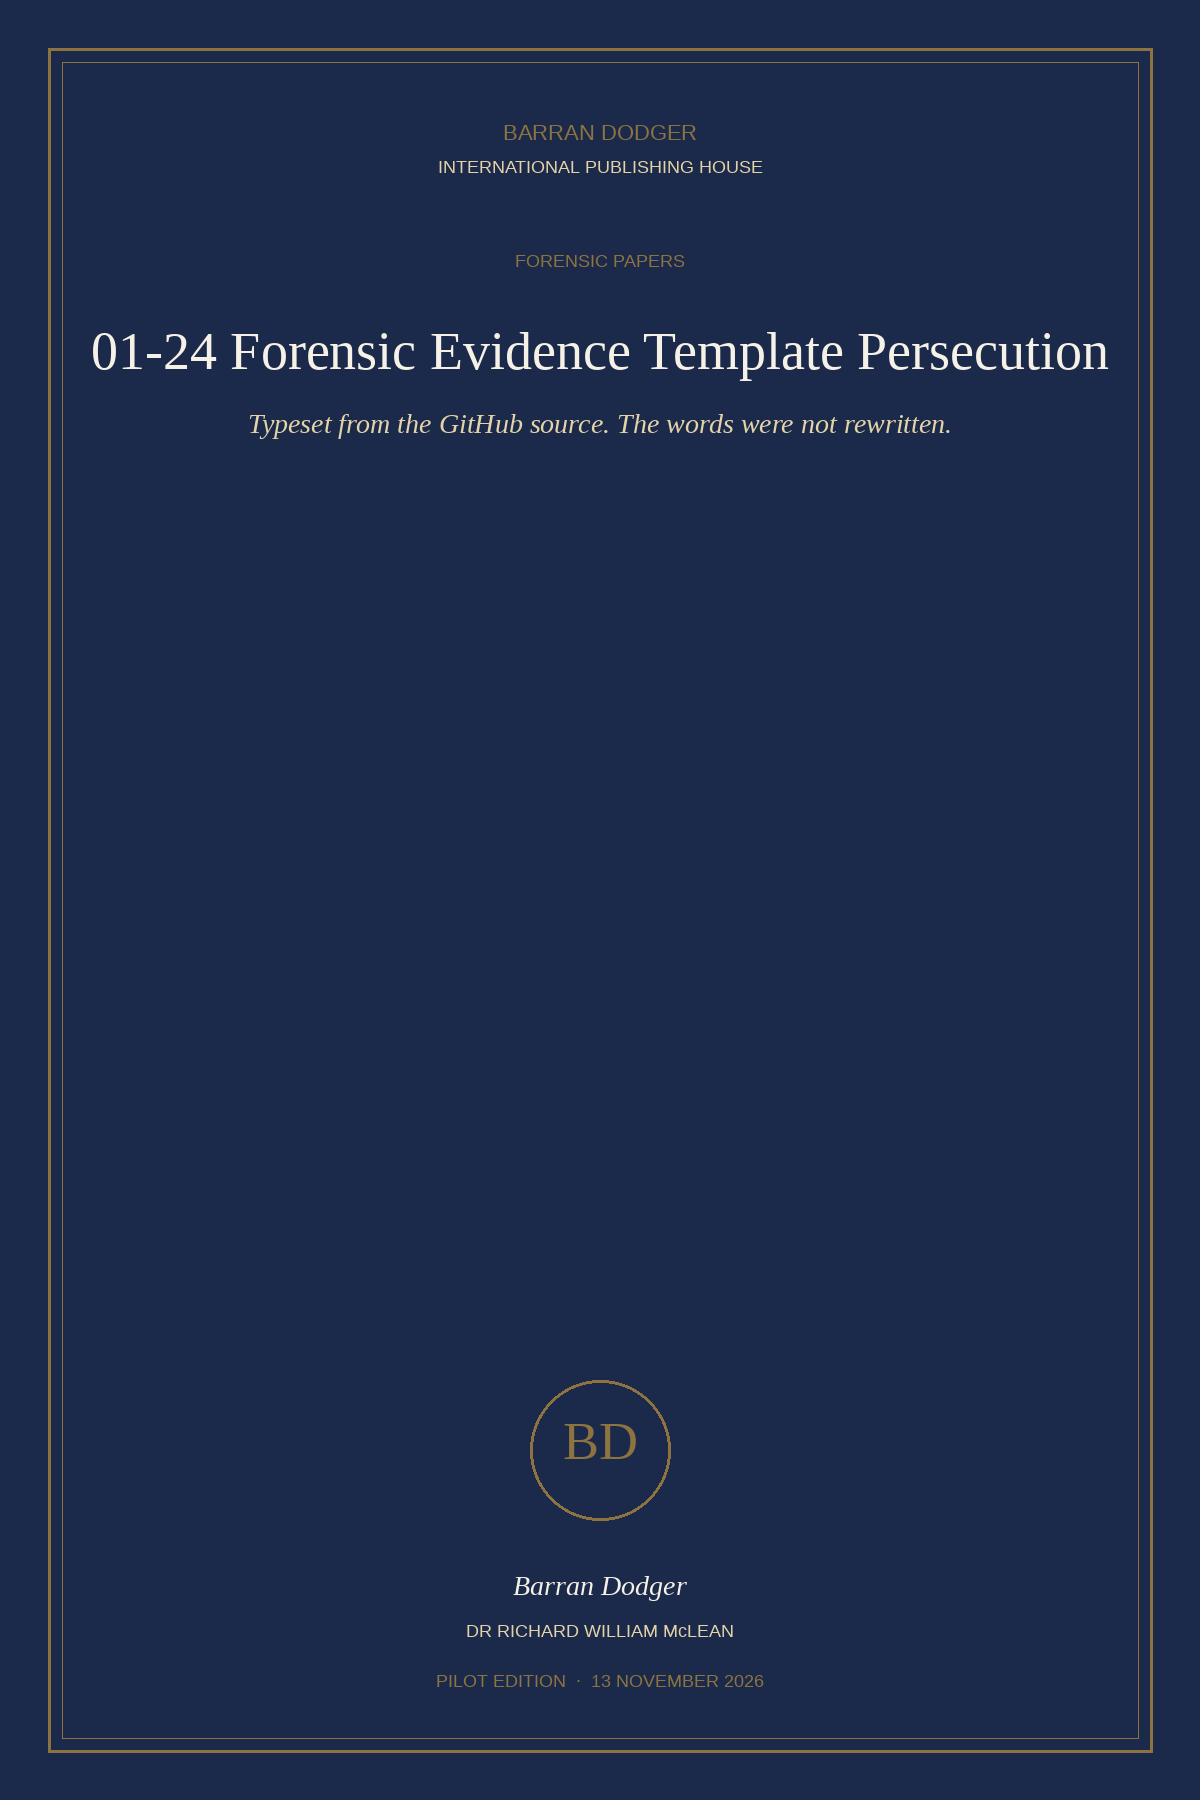 BARRAN DODGER
INTERNATIONAL PUBLISHING HOUSE
FORENSIC PAPERS
01-24 Forensic Evidence Template Persecution
Typeset from the GitHub source. The words were not rewritten.
BD
Barran Dodger
DR RICHARD WILLIAM McLEAN
PILOT EDITION · 13 NOVEMBER 2026